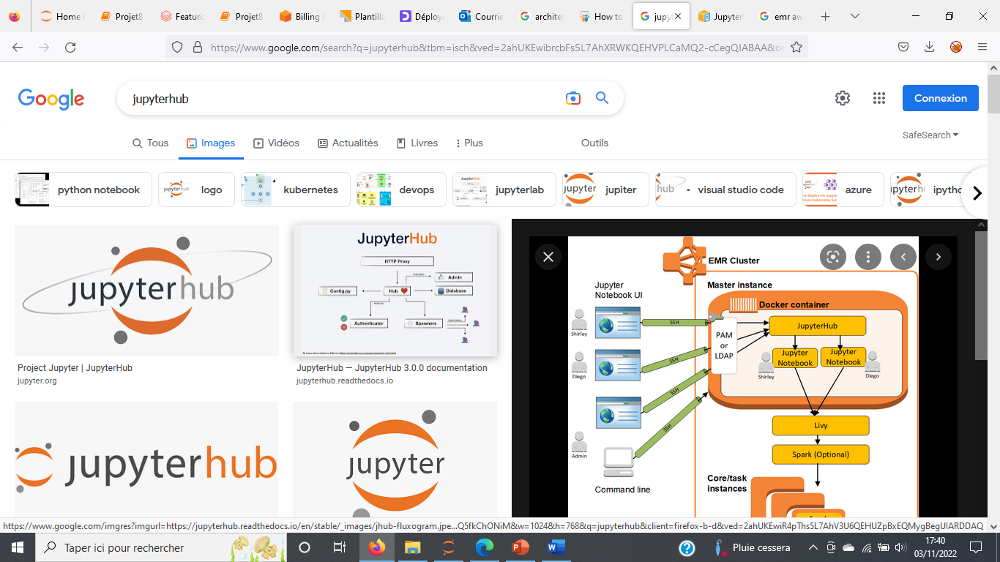 Home
Projet8
Featuriz
Projet8
Billing
Plantilla
Déploye
Courrie
archite
How to
jupyt
Jupyter
emr aw
https://www.google.com/search?q=jupyterhub&tbm=isch&ved=2ahUKEwibrcbFs5L7AhXRWKQEHVPLCaMQ2-cCegQIABAA&oc
Google
jupyterhub
Connexion
Tous
Images
Vidéos
Actualités
Livres
Plus
Outils
SafeSearch
python notebook
logo
kubernetes
devops
jupyterlab
jupiter
- visual studio code
azure
ipytho
jupyterhub
Project Jupyter | JupyterHub
jupyter.org
JupyterHub
HTTP Proxy
Admin
Config.py
Hub
Database
Authenticator
Spawners
JupyterHub — JupyterHub 3.0.0 documentation
jupyterhub.readthedocs.io
jupyterhub
jupyter
EMR Cluster
Jupyter
Notebook UI
Master instance
Docker container
Shirley
SSH
PAM
or
LDAP
JupyterHub
Jupyter
Notebook
Jupyter
Notebook
Shirley
Diego
Diego
SSH
SSH
SSH
Admin
Command line
Livy
Spark (Optional)
Core/task
instances
https://www.google.com/imgres?imgurl=https://jupyterhub.readthedocs.io/en/stable/_images/jhub-fluxogram.jpe...Q5fkChONiM&w=1024&h=768&q=jupyterhub&client=firefox-b-d&ved=2ahUKEwiR4pThs5L7AhV3U6QEHUZpBxEQMygBegUIARDDAQ
Taper ici pour rechercher
Pluie cessera
17:40
03/11/2022